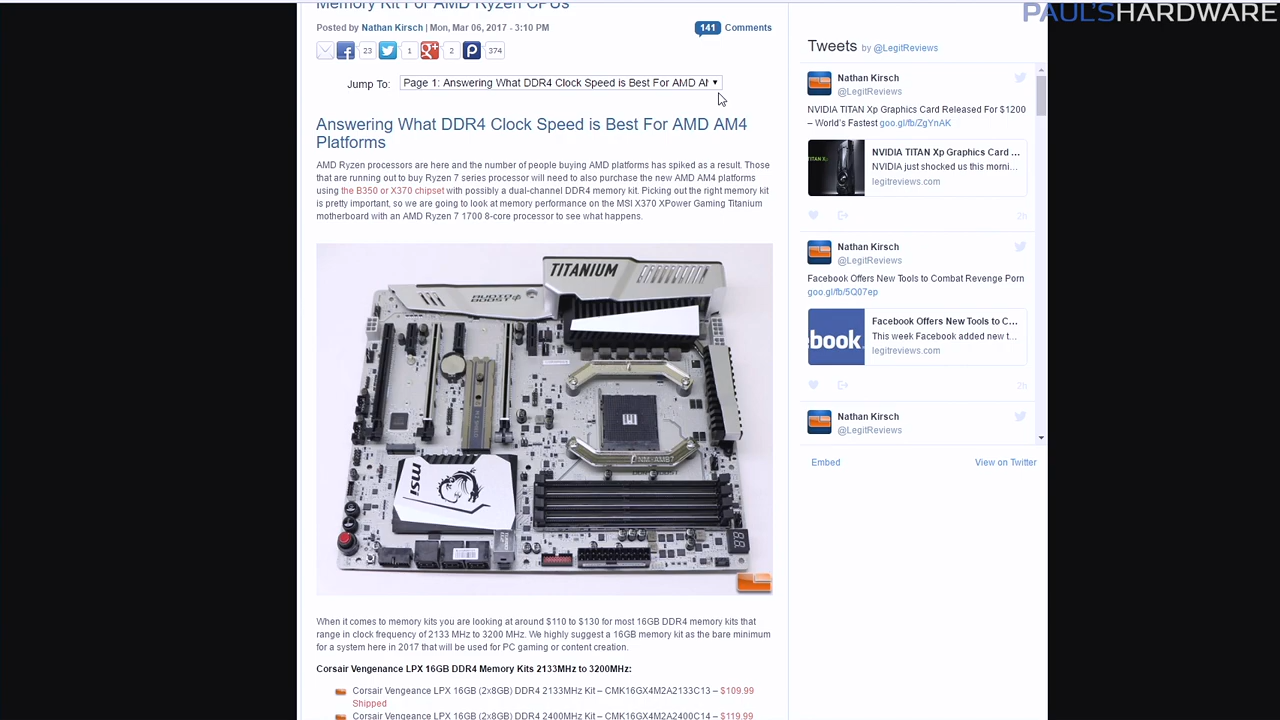 Memory Kit For AMD Ryzen CPUs
PAUL'SHARDWARE
Posted by Nathan Kirsch | Mon, Mar 06, 2017 - 3:10 PM
141 Comments
23
1
2
374
Jump To: Page 1: Answering What DDR4 Clock Speed is Best For AMD AM
Answering What DDR4 Clock Speed is Best For AMD AM4
Platforms
AMD Ryzen processors are here and the number of people buying AMD platforms has spiked as a result. Those
that are running out to buy Ryzen 7 series processor will need to also purchase the new AMD AM4 platforms
using the B350 or X370 chipset with possibly a dual-channel DDR4 memory kit. Picking out the right memory kit
is pretty important, so we are going to look at memory performance on the MSI X370 XPower Gaming Titanium
motherboard with an AMD Ryzen 7 1700 8-core processor to see what happens.
TITANIUM
AUDIO BOOST 4
msi
When it comes to memory kits you are looking at around $110 to $130 for most 16GB DDR4 memory kits that
range in clock frequency of 2133 MHz to 3200 MHz. We highly suggest a 16GB memory kit as the bare minimum
for a system here in 2017 that will be used for PC gaming or content creation.
Corsair Vengenance LPX 16GB DDR4 Memory Kits 2133MHz to 3200MHz:
Corsair Vengeance LPX 16GB (2x8GB) DDR4 2133MHz Kit – CMK16GX4M2A2133C13 – $109.99
Shipped
Corsair Vengeance LPX 16GB (2x8GB) DDR4 2400MHz Kit – CMK16GX4M2A2400C14 – $119.99
Tweets by @LegitReviews
Nathan Kirsch
@LegitReviews
NVIDIA TITAN Xp Graphics Card Released For $1200
– World's Fastest goo.gl/fb/ZgYnAK
TITAN Xp
NVIDIA TITAN Xp Graphics Card ...
NVIDIA just shocked us this morni...
legitreviews.com
2h
Nathan Kirsch
@LegitReviews
Facebook Offers New Tools to Combat Revenge Porn
goo.gl/fb/5Q07ep
book
Facebook Offers New Tools to C...
This week Facebook added new t...
legitreviews.com
2h
Nathan Kirsch
@LegitReviews
Embed
View on Twitter